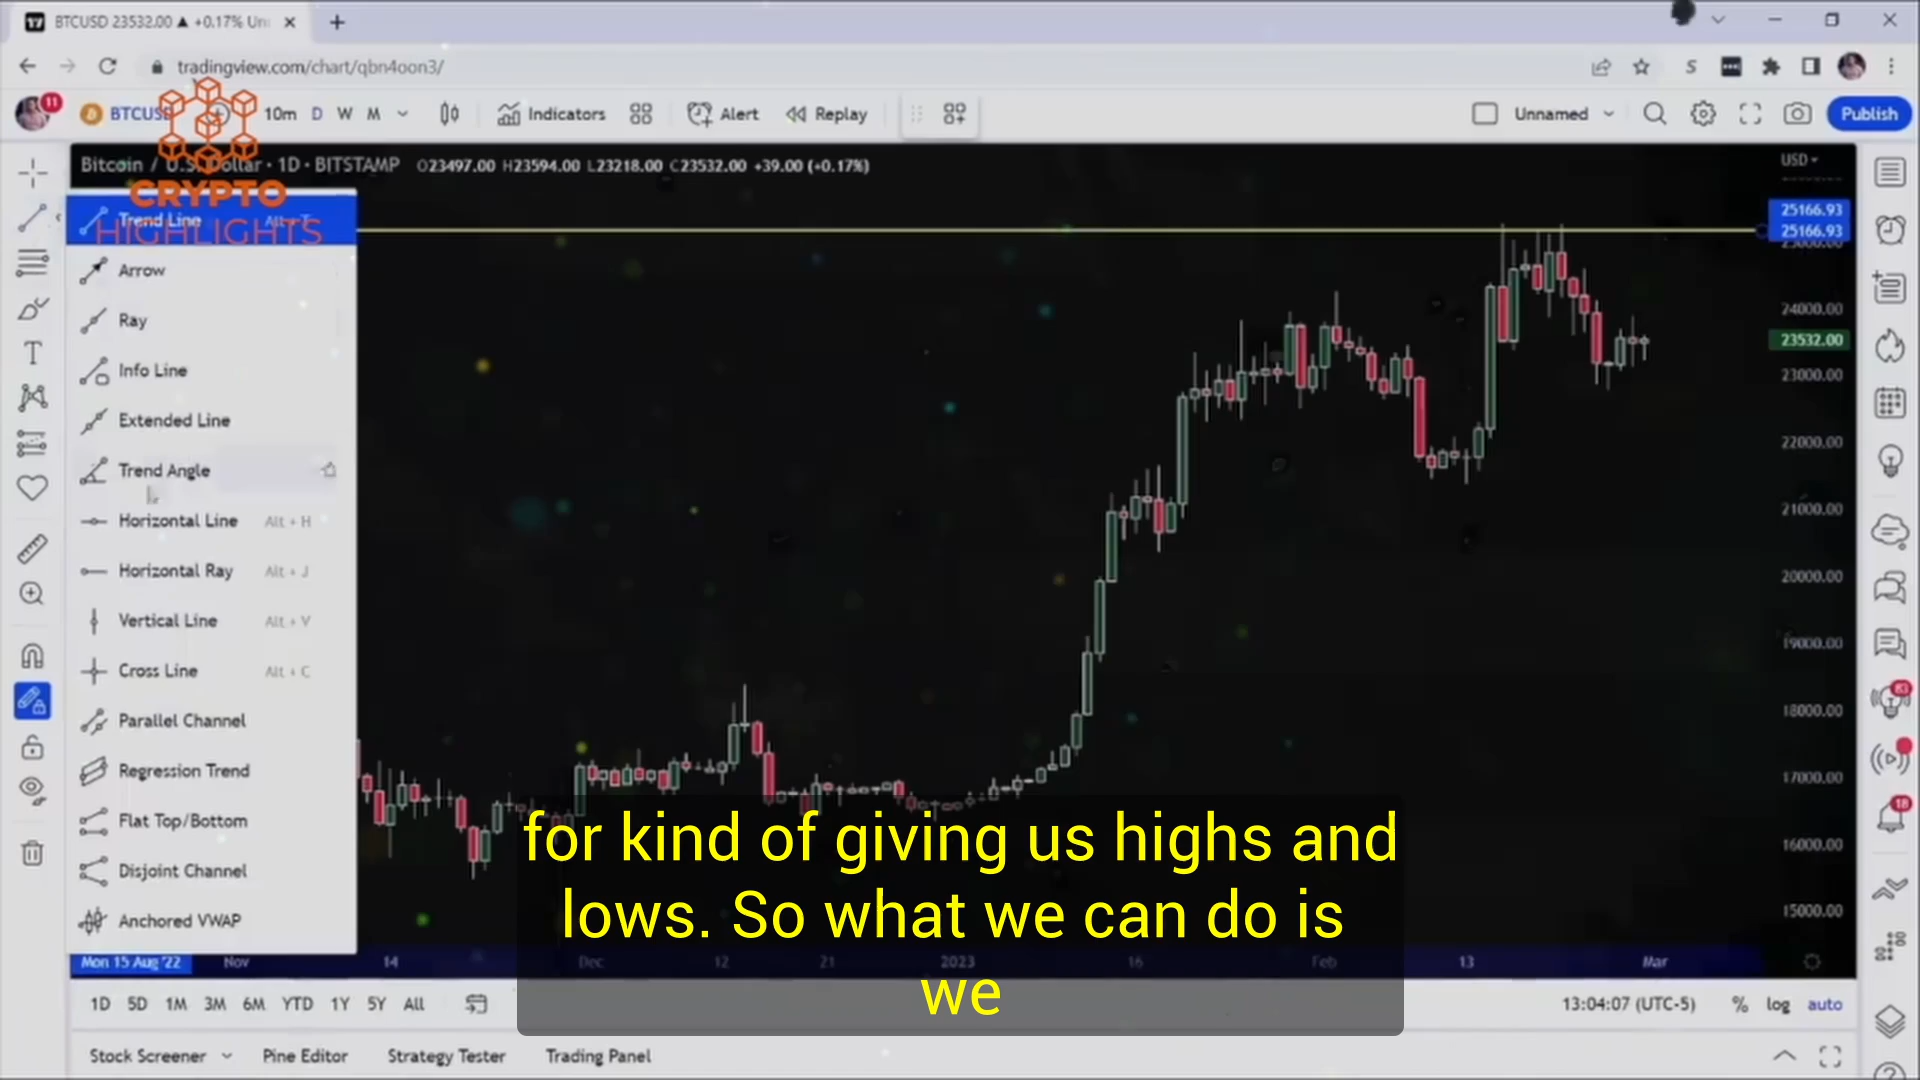 BTCUSD 23532.00 ▲ +0.17% Un
tradingview.com/chart/qbn4oon3/
11 BTCUSD 10m D W M Indicators Alert Replay Unnamed Publish
Bitcoin / U.S. Dollar · 1D · BITSTAMP O23497.00 H23594.00 L23218.00 C23532.00 +39.00 (+0.17%) USD
CRYPTO
HIGHLIGHTS
Trend Line Alt + T
Arrow
Ray
Info Line
Extended Line
Trend Angle
Horizontal Line Alt + H
Horizontal Ray Alt + J
Vertical Line Alt + V
Cross Line Alt + C
Parallel Channel
Regression Trend
Flat Top/Bottom
Disjoint Channel
Anchored VWAP
25166.93
25166.93
24000.00
23532.00
23000.00
22000.00
21000.00
20000.00
19000.00
18000.00
17000.00
16000.00
15000.00
83
18
for kind of giving us highs and
lows. So what we can do is
we
Mon 15 Aug '22 Nov 14 Dec 12 21 2023 16 Feb 13 Mar
1D 5D 1M 3M 6M YTD 1Y 5Y All 13:04:07 (UTC-5) % log auto
Stock Screener Pine Editor Strategy Tester Trading Panel